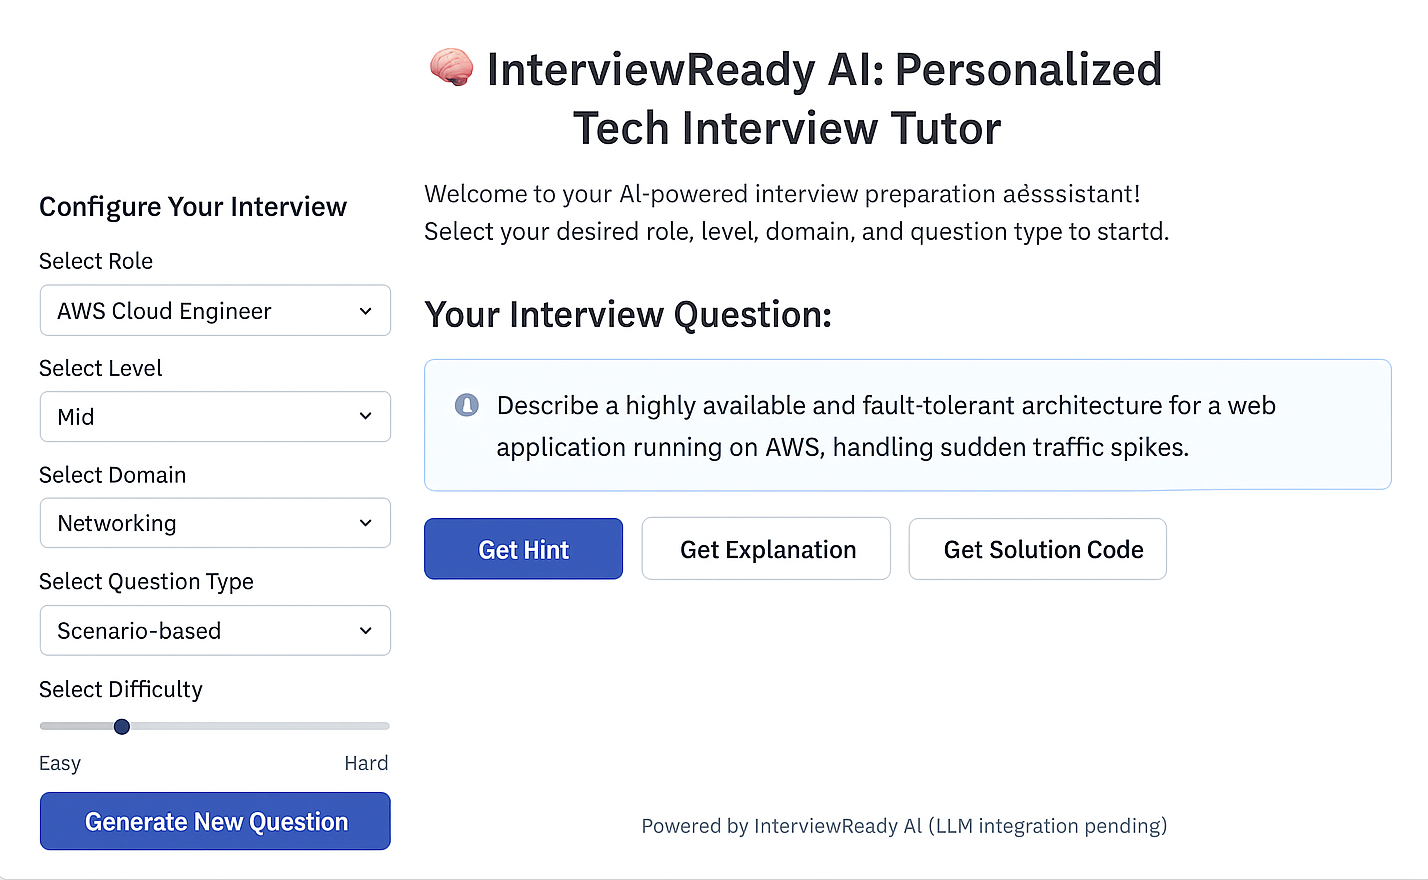 InterviewReady AI: Personalized
Tech Interview Tutor
Welcome to your AI-powered interview preparation aèsssistant!
Select your desired role, level, domain, and question type to startd.
Configure Your Interview
Select Role
AWS Cloud Engineer
Select Level
Mid
Select Domain
Networking
Select Question Type
Scenario-based
Select Difficulty
Easy
Hard
Generate New Question
Your Interview Question:
Describe a highly available and fault-tolerant architecture for a web
application running on AWS, handling sudden traffic spikes.
Get Hint
Get Explanation
Get Solution Code
Powered by InterviewReady AI (LLM integration pending)